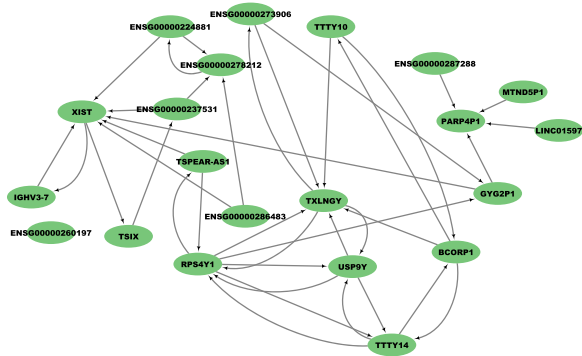 ENSG00000273906
ENSG00000224881
TTTY10
ENSG00000278212
ENSG00000287288
MTND5P1
XIST
ENSG00000237531
PARP4P1
LINC01597
TSPEAR-AS1
IGHV3-7
TXLNGY
GYG2P1
ENSG00000286483
ENSG00000260197
TSIX
BCORP1
RPS4Y1
USP9Y
TTTY14